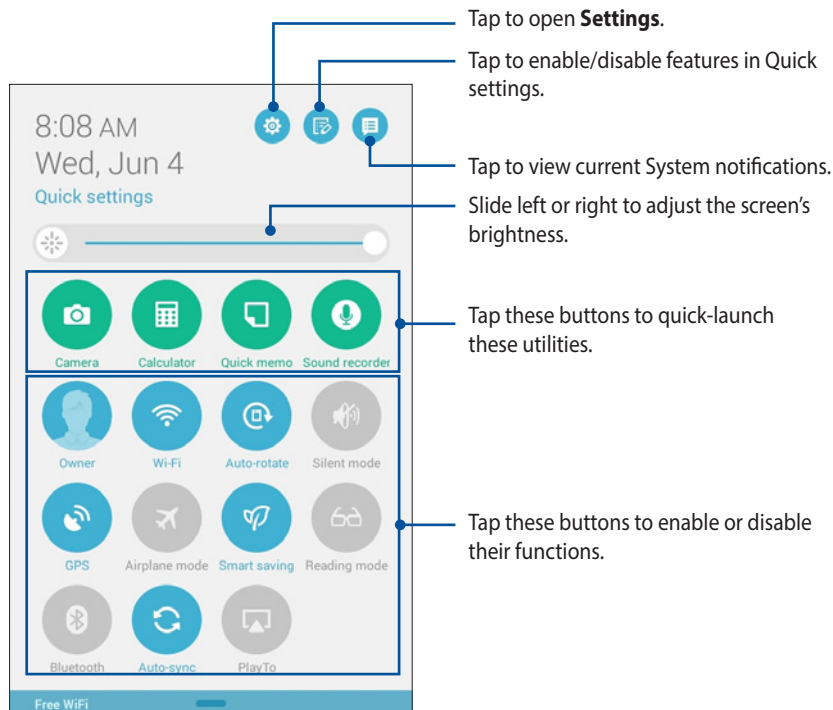 Tap to open Settings.
Tap to enable/disable features in Quick
settings.
8:08 AM
Wed, Jun 4
Quick settings
Tap to view current System notifications.
Slide left or right to adjust the screen's
brightness.
Camera Calculator Quick memo Sound recorder
Tap these buttons to quick-launch
these utilities.
Owner Wi-Fi Auto-rotate Silent mode
GPS Airplane mode Smart saving Reading mode
Tap these buttons to enable or disable
their functions.
Bluetooth Auto-sync PlayTo
Free WiFi